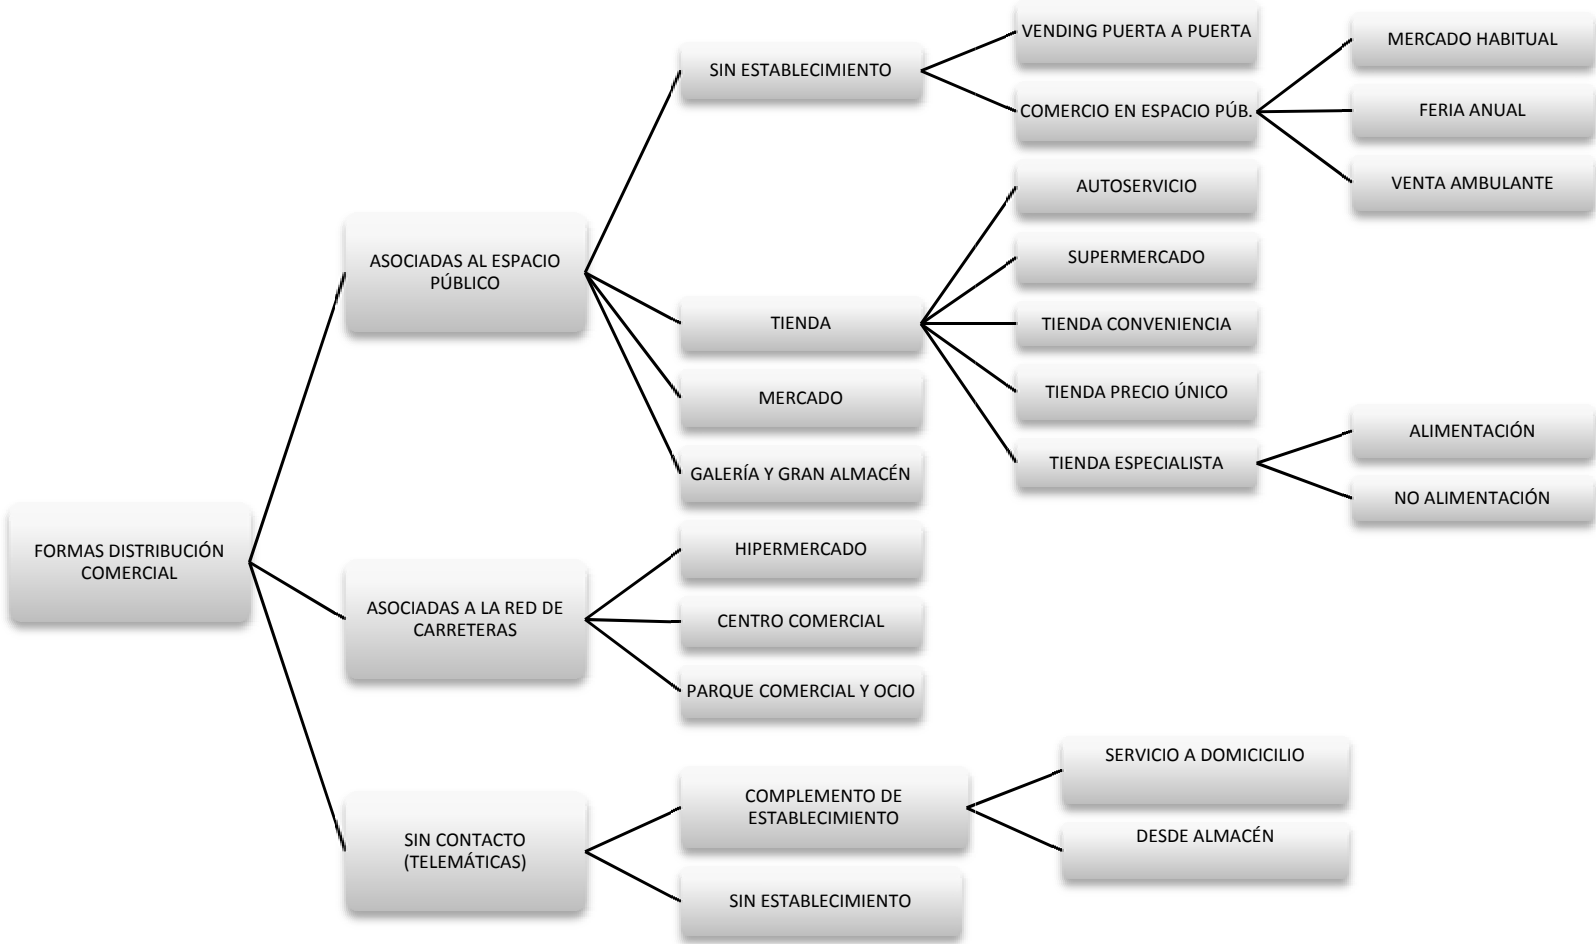 FORMAS DISTRIBUCIÓN
COMERCIAL
ASOCIADAS AL ESPACIO
PÚBLICO
SIN ESTABLECIMIENTO
VENDING PUERTA A PUERTA
COMERCIO EN ESPACIO PÚB.
MERCADO HABITUAL
FERIA ANUAL
VENTA AMBULANTE
TIENDA
AUTOSERVICIO
SUPERMERCADO
TIENDA CONVENIENCIA
TIENDA PRECIO ÚNICO
TIENDA ESPECIALISTA
ALIMENTACIÓN
NO ALIMENTACIÓN
MERCADO
GALERÍA Y GRAN ALMACÉN
ASOCIADAS A LA RED DE
CARRETERAS
HIPERMERCADO
CENTRO COMERCIAL
PARQUE COMERCIAL Y OCIO
SIN CONTACTO
(TELEMÁTICAS)
COMPLEMENTO DE
ESTABLECIMIENTO
SERVICIO A DOMICICILIO
DESDE ALMACÉN
SIN ESTABLECIMIENTO